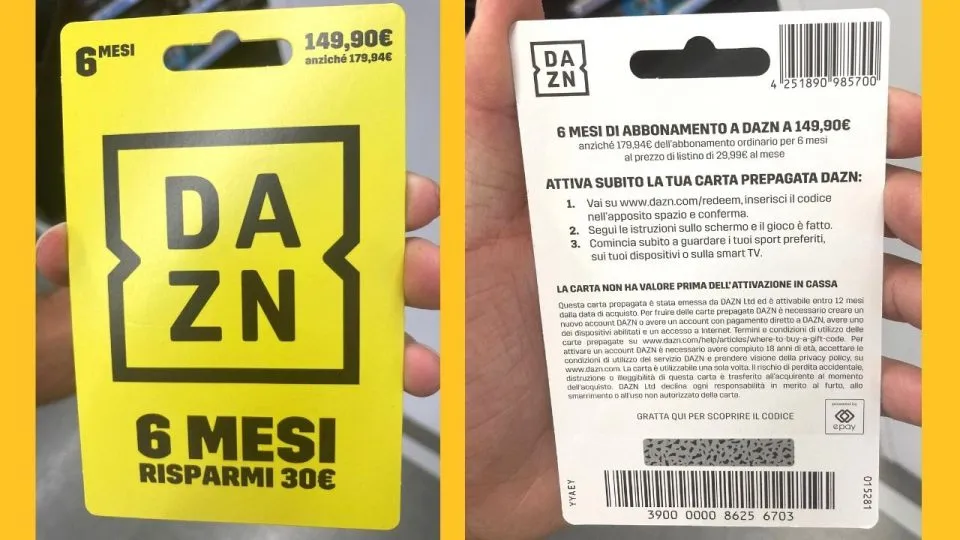 6 MESI
149,90€
anziché 179,94€
DA
ZN
6 MESI
RISPARMI 30€
DA
ZN
4 251890 985700
6 MESI DI ABBONAMENTO A DAZN A 149,90€
anziché 179,94€ dell'abbonamento ordinario per 6 mesi
al prezzo di listino di 29,99€ al mese
ATTIVA SUBITO LA TUA CARTA PREPAGATA DAZN:
1. Vai su www.dazn.com/redeem, inserisci il codice
nell'apposito spazio e conferma.
2. Segui le istruzioni sullo schermo e il gioco è fatto.
3. Comincia subito a guardare i tuoi sport preferiti,
sui tuoi dispositivi o sulla smart TV.
LA CARTA NON HA VALORE PRIMA DELL'ATTIVAZIONE IN CASSA
Questa carta prepagata è stata emessa da DAZN Ltd ed è attivabile entro 12 mesi
dalla data di acquisto. Per fruire delle carte prepagate DAZN è necessario creare un
nuovo account DAZN o avere un account con pagamento diretto a DAZN, avere uno
dei dispositivi abilitati e un accesso a Internet. Termini e condizioni di utilizzo delle
carte prepagate su www.dazn.com/help/articles/where-to-buy-a-gift-code. Per
attivare un account DAZN è necessario avere compiuto 18 anni di età, accettare le
condizioni di utilizzo del servizio DAZN e prendere visione della privacy policy, su
www.dazn.com. La carta è utilizzabile una sola volta. Il rischio di perdita accidentale,
distruzione o illeggibilità di questa carta è trasferito all'acquirente al momento
dell'acquisto. DAZN Ltd declina ogni responsabilità in merito al furto, allo
smarrimento o all'uso non autorizzato della carta.
GRATTA QUI PER SCOPRIRE IL CODICE
powered by
epay
YYAEY
015281
3900 0000 8625 6703